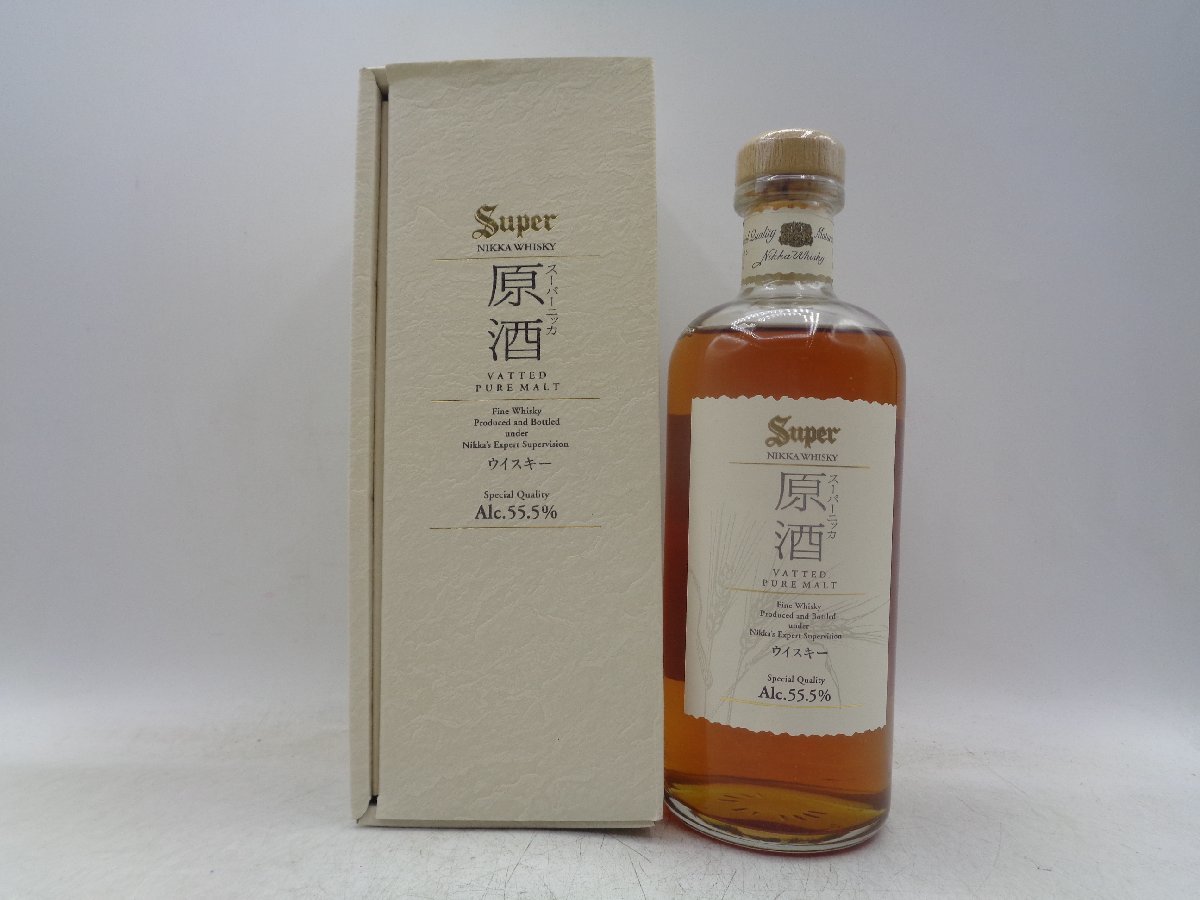 Super
NIKKA WHISKY
原酒
スーパーニッカ
VATTED
PURE MALT
Fine Whisky
Produced and Bottled
under
Nikka's Expert Supervision
ウイスキー
Special Quality
Alc.55.5%
Quality
Nikka Whisky
Super
NIKKA WHISKY
原酒
スーパーニッカ
VATTED
PURE MALT
Fine Whisky
Produced and Bottled
under
Nikka's Expert Supervision
ウイスキー
Special Quality
Alc.55.5%